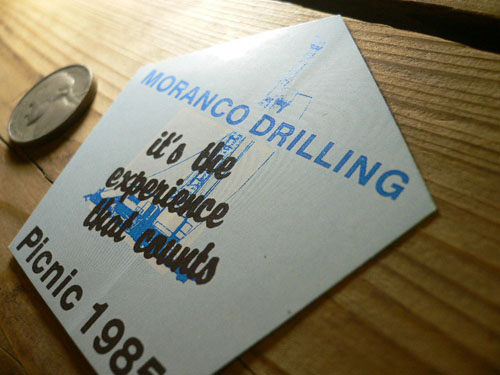 MORANCO DRILLING
it's the
experience
that counts
Picnic 1985